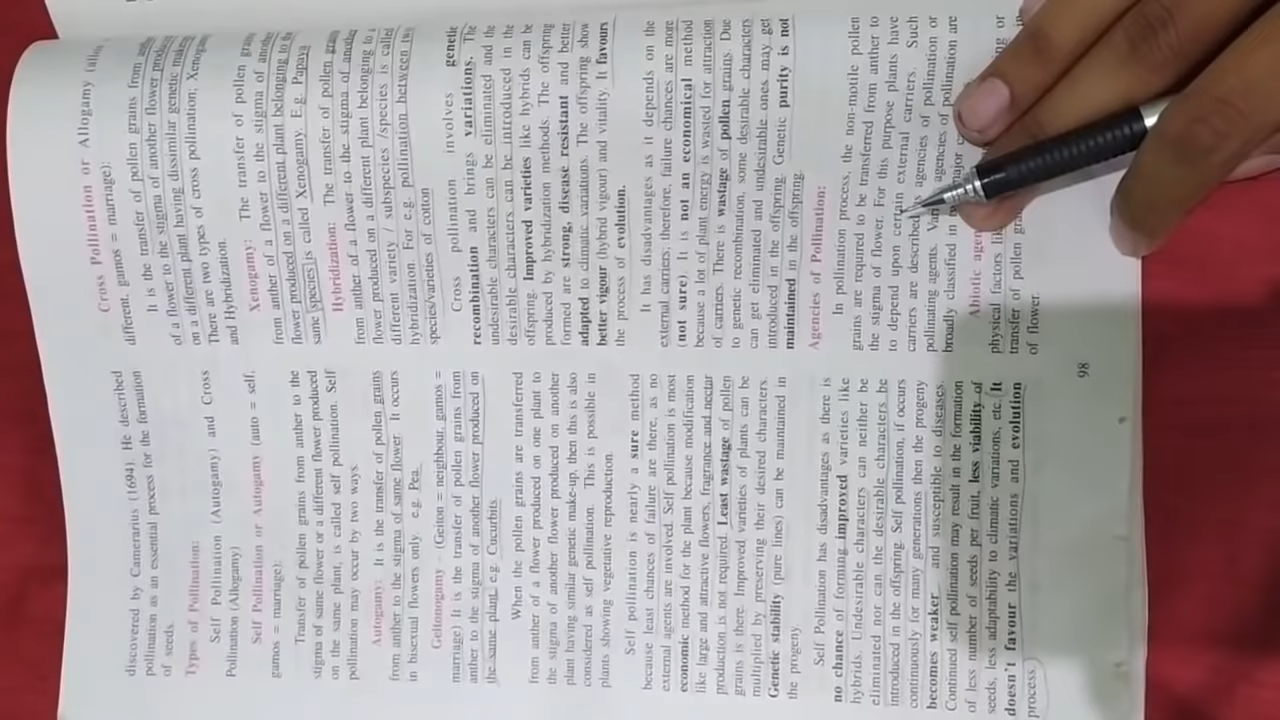 discovered by Camerarius (1694). He described
pollination as an essential process for the formation
of seeds.
Types of Pollination:
Self Pollination (Autogamy) and Cross
Pollination (Allogamy)
Self Pollination or Autogamy (auto = self,
gamos = marriage):
Transfer of pollen grains from anther to the
stigma of same flower or a different flower produced
on the same plant, is called self pollination. Self
pollination may occur by two ways.
Autogamy: It is the transfer of pollen grains
from anther to the stigma of same flower. It occurs
in bisexual flowers only e.g. Pea.
Geitonogamy - (Geiton = neighbour, gamos =
marriage) It is the transfer of pollen grains from
anther to the stigma of another flower produced on
the same plant, e.g. Cucurbits.
When the pollen grains are transferred
from anther of a flower produced on one plant to
the stigma of another flower produced on another
plant having similar genetic make-up, then this is also
considered as self pollination. This is possible in
plants showing vegetative reproduction.
Self pollination is nearly a sure method
because least chances of failure are there, as no
external agents are involved. Self pollination is most
economic method for the plant because modification
like large and attractive flowers, fragrance and nectar
production is not required. Least wastage of pollen
grains is there. Improved varieties of plants can be
multiplied by preserving their desired characters.
Genetic stability (pure lines) can be maintained in
the progeny.
Self Pollination has disadvantages as there is
no chance of forming improved varieties like
hybrids. Undesirable characters can neither be
eliminated nor can the desirable characters be
introduced in the offspring. Self pollination, if occurs
continuously for many generations then the progeny
becomes weaker and susceptible to diseases.
Continued self pollination may result in the formation
of less number of seeds per fruit, less viability of
seeds, less adaptability to climatic variations, etc. It
doesn't favour the variations and evolution
process.
Cross Pollination or Allogamy
different, gamos = marriage):
It is the transfer of pollen grains from
of a flower to the stigma of another flower
on a different plant having dissimilar genetic
There are two types of cross pollination; Xenogamy
and Hybridization.
Xenogamy: The transfer of pollen grains
from anther of a flower to the stigma of another
flower produced on a different plant belonging to the
same species is called Xenogamy. E.g. Papaya
Hybridization: The transfer of pollen grains
from anther of a flower to the stigma of another
flower produced on a different plant belonging to a
different variety / subspecies /species is called
hybridization. For e.g. pollination between two
species/varieties of cotton
Cross pollination involves genetic
recombination and brings variations. The
undesirable characters can be eliminated and the
desirable characters can be introduced in the
offspring. Improved varieties like hybrids can be
produced by hybridization methods. The offspring
formed are strong, disease resistant and better
adapted to climatic variations. The offspring show
better vigour (hybrid vigour) and vitality. It favours
the process of evolution.
It has disadvantages as it depends on the
external carriers; therefore, failure chances are more
(not sure). It is not an economical method
because a lot of plant energy is wasted for attraction
of carriers. There is wastage of pollen grains. Due
to genetic recombination, some desirable characters
can get eliminated and undesirable ones may get
introduced in the offspring. Genetic purity is not
maintained in the offspring.
Agencies of Pollination:
In pollination process, the non-motile pollen
grains are required to be transferred from anther to
the stigma of flower. For this purpose plants have
to depend upon certain external carriers. Such
carriers are described as agencies of pollination or
pollinating agents. agencies of pollination are
broadly classified in major
Abiotic
physical factors or
transfer of pollen
of flower.
98